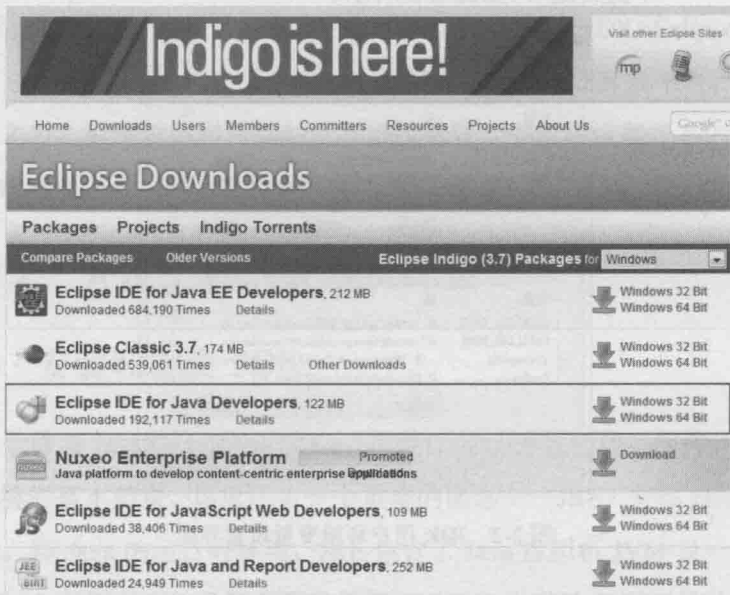 Indigo is here!
Visit other Eclipse Sites
mp
Home Downloads Users Members Committers Resources Projects About Us
Google
Eclipse Downloads
Packages Projects Indigo Torrents
Compare Packages Older Versions Eclipse Indigo (3.7) Packages for Windows
Eclipse IDE for Java EE Developers, 212 MB
Downloaded 684,190 Times Details
Windows 32 Bit
Windows 64 Bit
Eclipse Classic 3.7, 174 MB
Downloaded 539,061 Times Details Other Downloads
Windows 32 Bit
Windows 64 Bit
Eclipse IDE for Java Developers, 122 MB
Downloaded 192,117 Times Details
Windows 32 Bit
Windows 64 Bit
nuxeo
Nuxeo Enterprise Platform Promoted
Java platform to develop content-centric enterprise applications
Download
JS
Eclipse IDE for JavaScript Web Developers, 109 MB
Downloaded 38,406 Times Details
Windows 32 Bit
Windows 64 Bit
JEE
Eclipse IDE for Java and Report Developers, 252 MB
Downloaded 24,949 Times Details
Windows 32 Bit
Windows 64 Bit